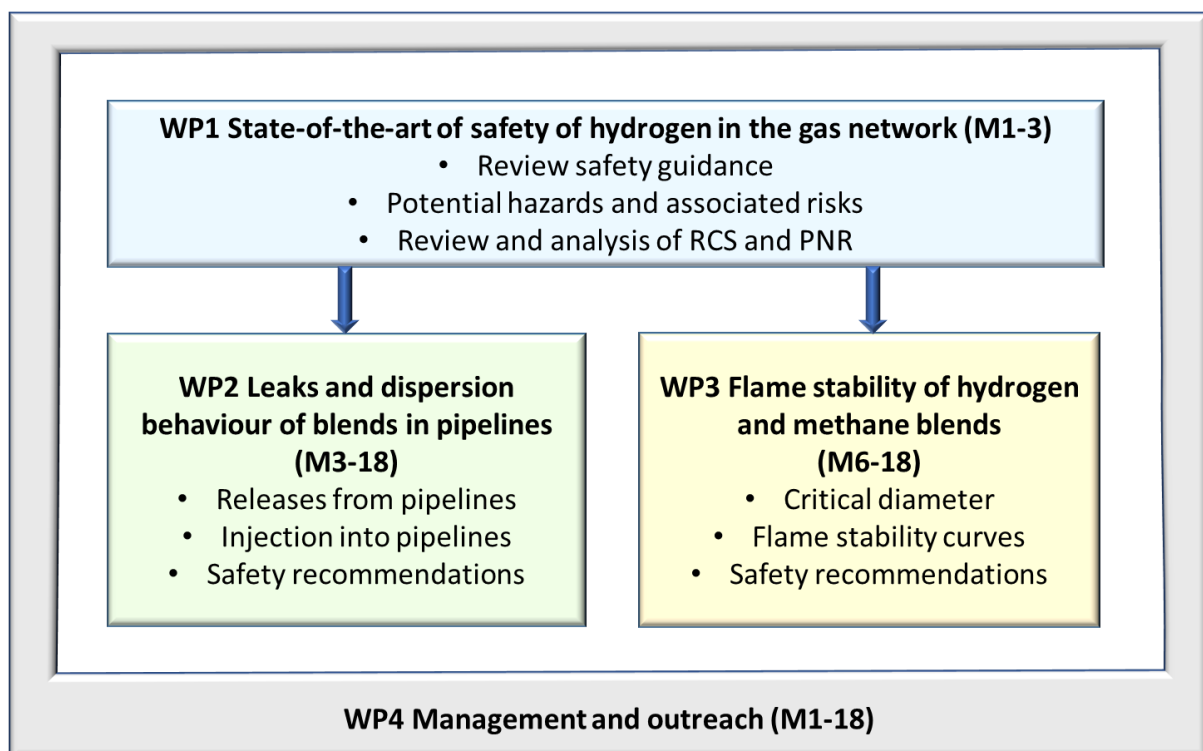 WP1 State-of-the-art of safety of hydrogen in the gas network (M1-3)
• Review safety guidance
• Potential hazards and associated risks
• Review and analysis of RCS and PNR
WP2 Leaks and dispersion
behaviour of blends in pipelines
(M3-18)
• Releases from pipelines
• Injection into pipelines
• Safety recommendations
WP3 Flame stability of hydrogen
and methane blends
(M6-18)
• Critical diameter
• Flame stability curves
• Safety recommendations
WP4 Management and outreach (M1-18)